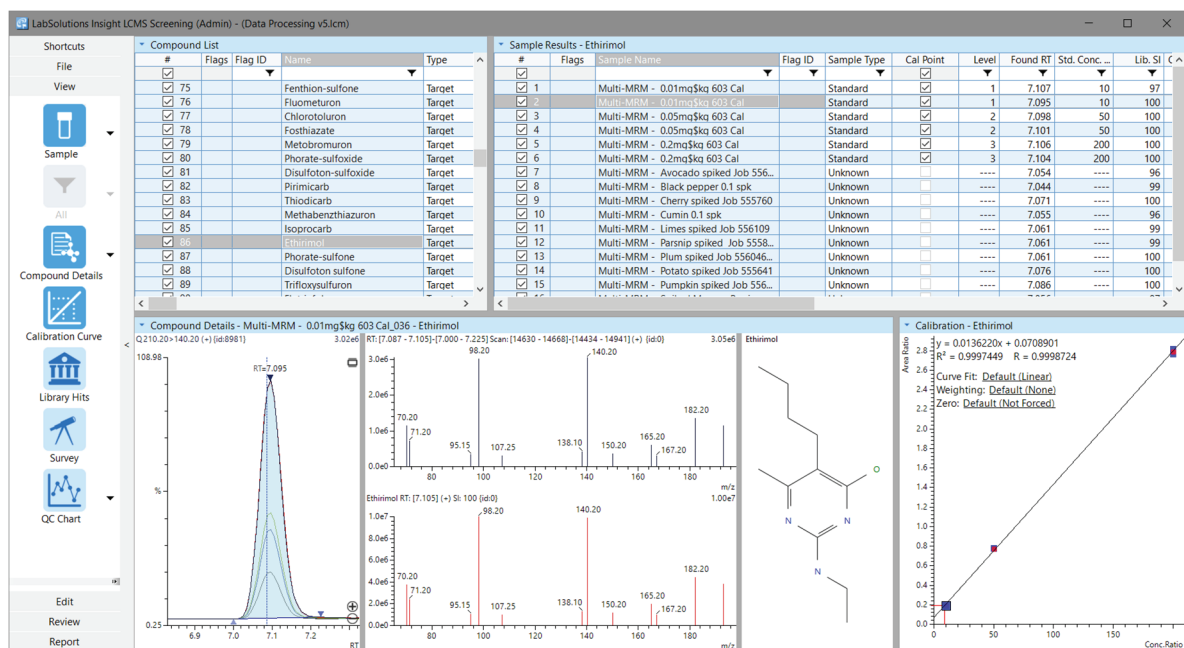 LabSolutions Insight LCMS Screening (Admin) - (Data Processing v5.lcm)
Shortcuts
File
View
Sample
All
Compound Details
Calibration Curve
Library Hits
Survey
QC Chart
Edit
Review
Report
Compound List
# Flags Flag ID Name Type
75 Fenthion-sulfone Target
76 Fluometuron Target
77 Chlorotoluron Target
78 Fosthiazate Target
79 Metobromuron Target
80 Phorate-sulfoxide Target
81 Disulfoton-sulfoxide Target
82 Pirimicarb Target
83 Thiodicarb Target
84 Methabenzthiazuron Target
85 Isoprocarb Target
86 Ethirimol Target
87 Phorate-sulfone Target
88 Disulfoton sulfone Target
89 Trifloxysulfuron Target
Sample Results - Ethirimol
# Flags Sample Name Flag ID Sample Type Cal Point Level Found RT Std. Conc. ... Lib. SI
1 Multi-MRM - 0.01mg$kg 603 Cal Standard 1 7.107 10 97
2 Multi-MRM - 0.01mg$kg 603 Cal Standard 1 7.095 10 100
3 Multi-MRM - 0.05mg$kg 603 Cal Standard 2 7.098 50 100
4 Multi-MRM - 0.05mg$kg 603 Cal Standard 2 7.101 50 100
5 Multi-MRM - 0.2mg$kg 603 Cal Standard 3 7.106 200 100
6 Multi-MRM - 0.2mg$kg 603 Cal Standard 3 7.104 200 100
7 Multi-MRM - Avocado spiked Job 556... Unknown ---- 7.054 ---- 96
8 Multi-MRM - Black pepper 0.1 spk Unknown ---- 7.044 ---- 99
9 Multi-MRM - Cherry spiked Job 555760 Unknown ---- 7.071 ---- 100
10 Multi-MRM - Cumin 0.1 spk Unknown ---- 7.055 ---- 96
11 Multi-MRM - Limes spiked Job 556109 Unknown ---- 7.061 ---- 99
12 Multi-MRM - Parsnip spiked Job 5558... Unknown ---- 7.061 ---- 99
13 Multi-MRM - Plum spiked Job 556046... Unknown ---- 7.061 ---- 100
14 Multi-MRM - Potato spiked Job 555641 Unknown ---- 7.076 ---- 100
15 Multi-MRM - Pumpkin spiked Job 556... Unknown ---- 7.086 ---- 100
Compound Details - Multi-MRM - 0.01mg$kg 603 Cal_036 - Ethirimol
Q 210.20>140.20 (+) (id:8981) 3.02e6
108.98
RT=7.095
%
0.25
6.9 7.0 7.1 7.2
RT
RT: [7.087 - 7.105]-[7.000 - 7.225] Scan: [14630 - 14668]-[14434 - 14941] (+) (id:0) 3.05e6
3.0e6
2.0e6
1.0e6
0.0e0
98.20
140.20
70.20
71.20
95.15
107.25
138.10
150.20
165.20
167.20
182.20
80 100 120 140 160 180
m/z
Ethirimol RT: [7.105] (+) SI: 100 (id:0) 1.00e7
1.0e7
8.0e6
6.0e6
4.0e6
2.0e6
0.0e0
98.20
140.20
70.20
71.20
95.15
107.25
138.10
150.20
165.20
167.20
182.20
80 100 120 140 160 180
m/z
Ethirimol
O
N
N
N
Calibration - Ethirimol
Area Ratio
y = 0.0136220x + 0.0708901
R² = 0.9997449 R = 0.9998724
Curve Fit: Default (Linear)
Weighting: Default (None)
Zero: Default (Not Forced)
2.8
2.6
2.4
2.2
2.0
1.8
1.6
1.4
1.2
1.0
0.8
0.6
0.4
0.2
0.0
0 50 100 150 200
Conc.Ratio